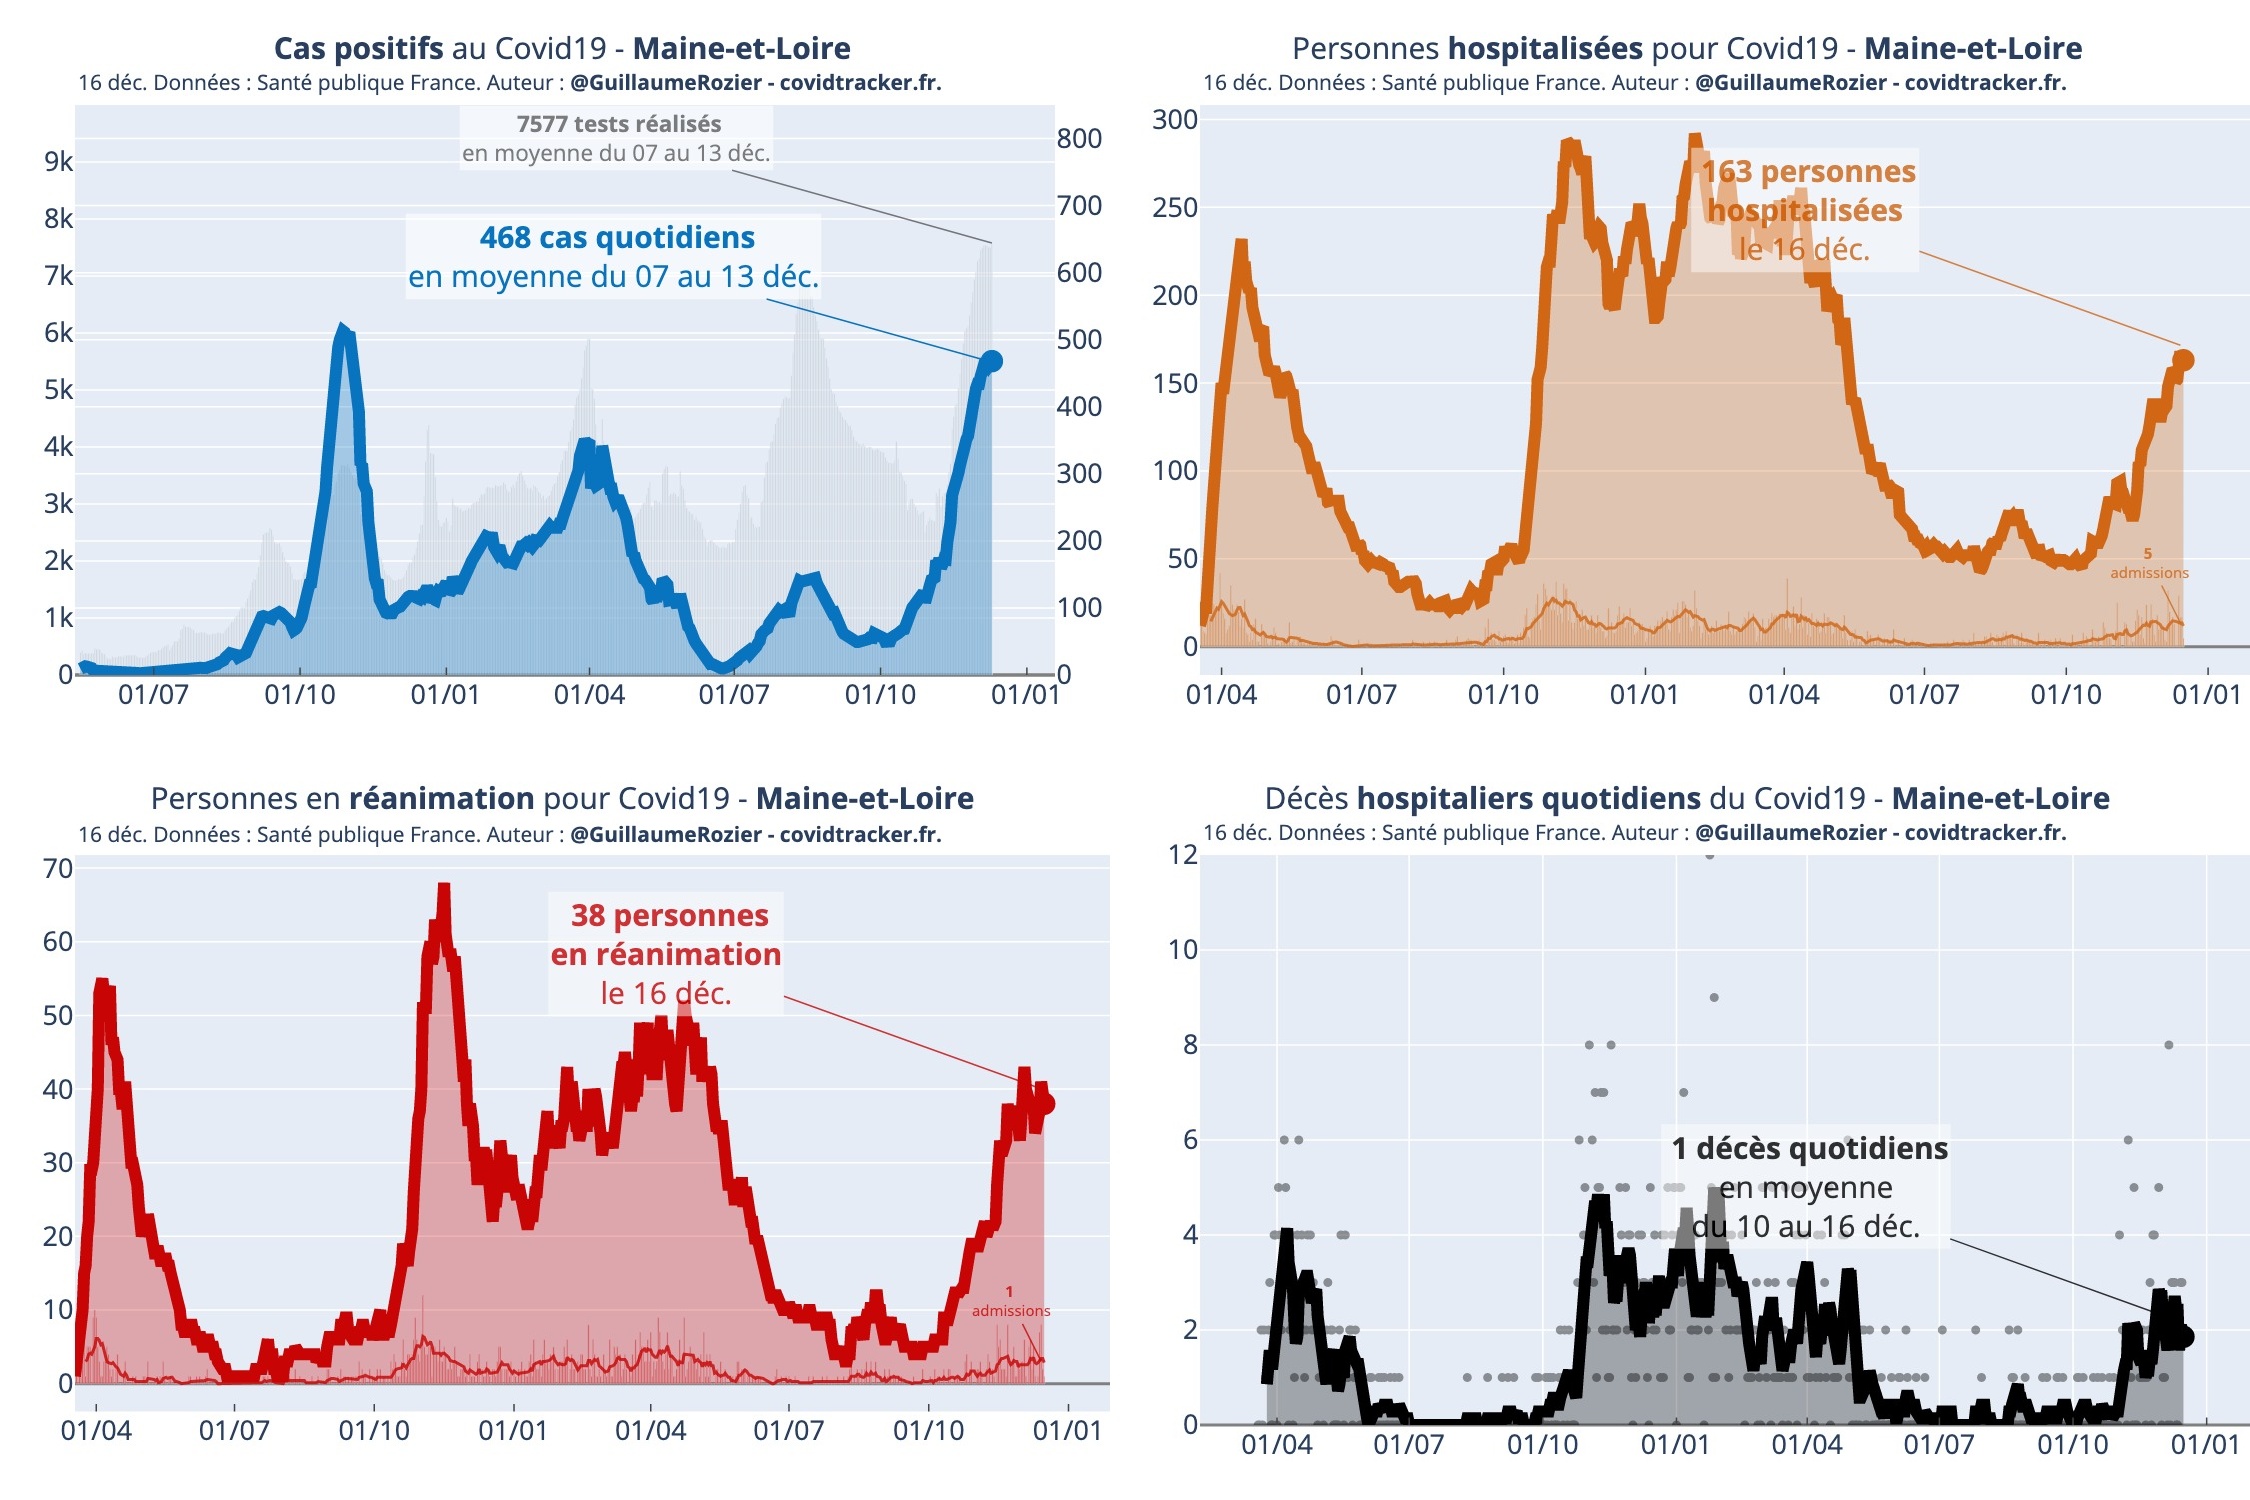 Cas positifs au Covid19 - Maine-et-Loire
16 déc. Données : Santé publique France. Auteur : @GuillaumeRozier - covidtracker.fr.
7577 tests réalisés
en moyenne du 07 au 13 déc.
468 cas quotidiens
en moyenne du 07 au 13 déc.
9k
8k
7k
6k
5k
4k
3k
2k
1k
0
800
700
600
500
400
300
200
100
0
01/07 01/10 01/01 01/04 01/07 01/10 01/01
Personnes hospitalisées pour Covid19 - Maine-et-Loire
16 déc. Données : Santé publique France. Auteur : @GuillaumeRozier - covidtracker.fr.
163 personnes
hospitalisées
le 16 déc.
5
admissions
300
250
200
150
100
50
0
01/04 01/07 01/10 01/01 01/04 01/07 01/10 01/01
Personnes en réanimation pour Covid19 - Maine-et-Loire
16 déc. Données : Santé publique France. Auteur : @GuillaumeRozier - covidtracker.fr.
38 personnes
en réanimation
le 16 déc.
1
admissions
70
60
50
40
30
20
10
0
01/04 01/07 01/10 01/01 01/04 01/07 01/10 01/01
Décès hospitaliers quotidiens du Covid19 - Maine-et-Loire
16 déc. Données : Santé publique France. Auteur : @GuillaumeRozier - covidtracker.fr.
1 décès quotidiens
en moyenne
du 10 au 16 déc.
12
10
8
6
4
2
0
01/04 01/07 01/10 01/01 01/04 01/07 01/10 01/01